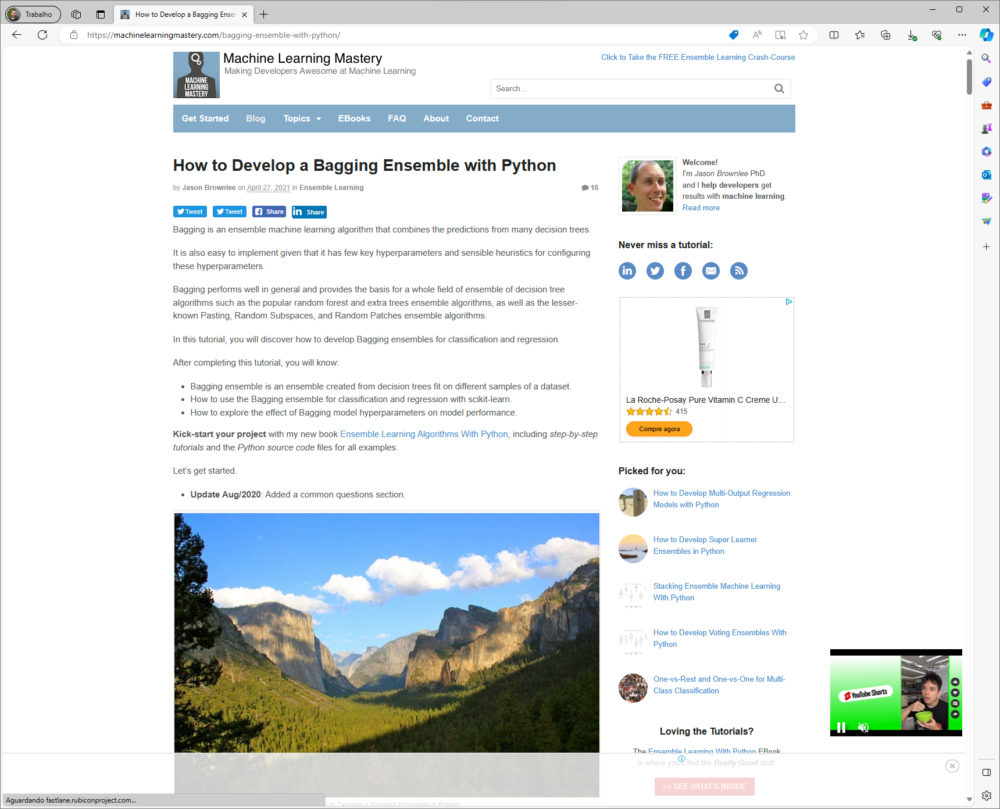 Trabalho
How to Develop a Bagging Enser
https://machinelearningmastery.com/bagging-ensemble-with-python/
MACHINE
LEARNING
MASTERY
Machine Learning Mastery
Making Developers Awesome at Machine Learning
Click to Take the FREE Ensemble Learning Crash-Course
Search...
Get Started Blog Topics EBooks FAQ About Contact
How to Develop a Bagging Ensemble with Python
by Jason Brownlee on April 27, 2021 in Ensemble Learning 16
Tweet Tweet Share Share
Bagging is an ensemble machine learning algorithm that combines the predictions from many decision trees.
It is also easy to implement given that it has few key hyperparameters and sensible heuristics for configuring
these hyperparameters.
Bagging performs well in general and provides the basis for a whole field of ensemble of decision tree
algorithms such as the popular random forest and extra trees ensemble algorithms, as well as the lesser-
known Pasting, Random Subspaces, and Random Patches ensemble algorithms.
In this tutorial, you will discover how to develop Bagging ensembles for classification and regression.
After completing this tutorial, you will know:
• Bagging ensemble is an ensemble created from decision trees fit on different samples of a dataset.
• How to use the Bagging ensemble for classification and regression with scikit-learn.
• How to explore the effect of Bagging model hyperparameters on model performance.
Kick-start your project with my new book Ensemble Learning Algorithms With Python, including step-by-step
tutorials and the Python source code files for all examples.
Let's get started.
• Update Aug/2020: Added a common questions section.
y to Develop a Bagging Ensemble in Python
Aguardando fastlane.rubiconproject.com...
Welcome!
I'm Jason Brownlee PhD
and I help developers get
results with machine learning.
Read more
Never miss a tutorial:
La Roche-Posay Pure Vitamin C Creme U...
415
Compre agora
Picked for you:
How to Develop Multi-Output Regression
Models with Python
How to Develop Super Learner
Ensembles in Python
Stacking Ensemble Machine Learning
With Python
How to Develop Voting Ensembles With
Python
One-vs-Rest and One-vs-One for Multi-
Class Classification
Loving the Tutorials?
The Ensemble Learning With Python EBook
is where you'll find the Really Good stuff.
>> SEE WHAT'S INSIDE
YouTube Shorts